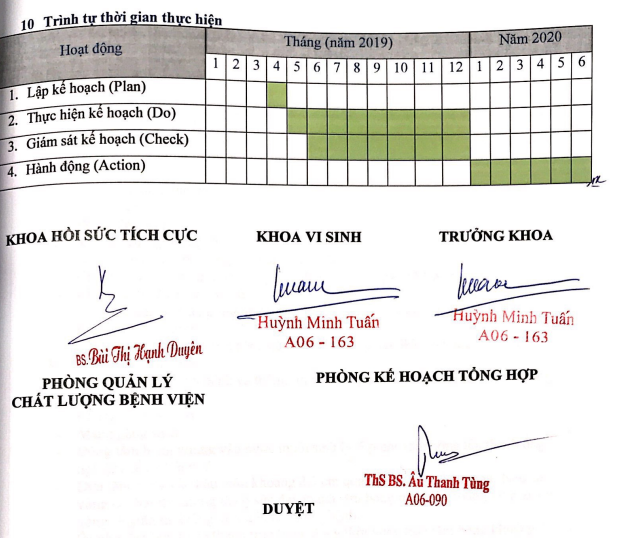 10 Trình tự thời gian thực hiện
Hoạt động Tháng (năm 2019) Năm 2020
1 2 3 4 5 6 7 8 9 10 11 12 1 2 3 4 5 6
1. Lập kế hoạch (Plan)
2. Thực hiện kế hoạch (Do)
3. Giám sát kế hoạch (Check)
4. Hành động (Action)
KHOA HỒI SỨC TÍCH CỰC KHOA VI SINH TRƯỞNG KHOA
Huỳnh Minh Tuấn Huỳnh Minh Tuấn
A06 - 163 A06 - 163
BS. Bùi Thị Hạnh Duyên
PHÒNG QUẢN LÝ
CHẤT LƯỢNG BỆNH VIỆN
PHÒNG KẾ HOẠCH TỔNG HỢP
ThS BS. Âu Thanh Tùng
A06-090
DUYỆT